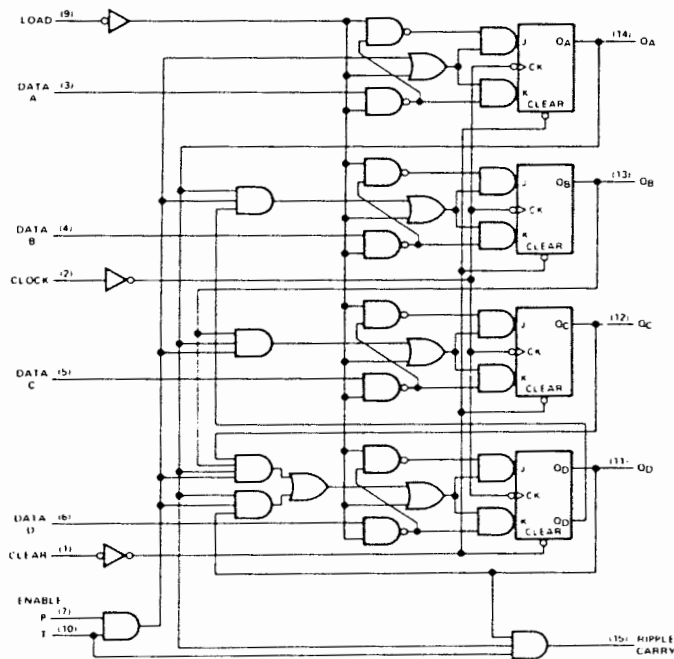 LOAD (9)
J
QA
(14)
QA
CK
DATA (3)
A
K
CLEAR
J
QB
(13)
QB
CK
DATA (4)
B
K
CLEAR
CLOCK (2)
J
QC
(12)
QC
CK
DATA (5)
C
K
CLEAR
J
QD
(11)
QD
CK
DATA (6)
D
K
QD
CLEAR
CLEAR (1)
ENABLE
P (7)
T (10)
(15) RIPPLE
CARRY